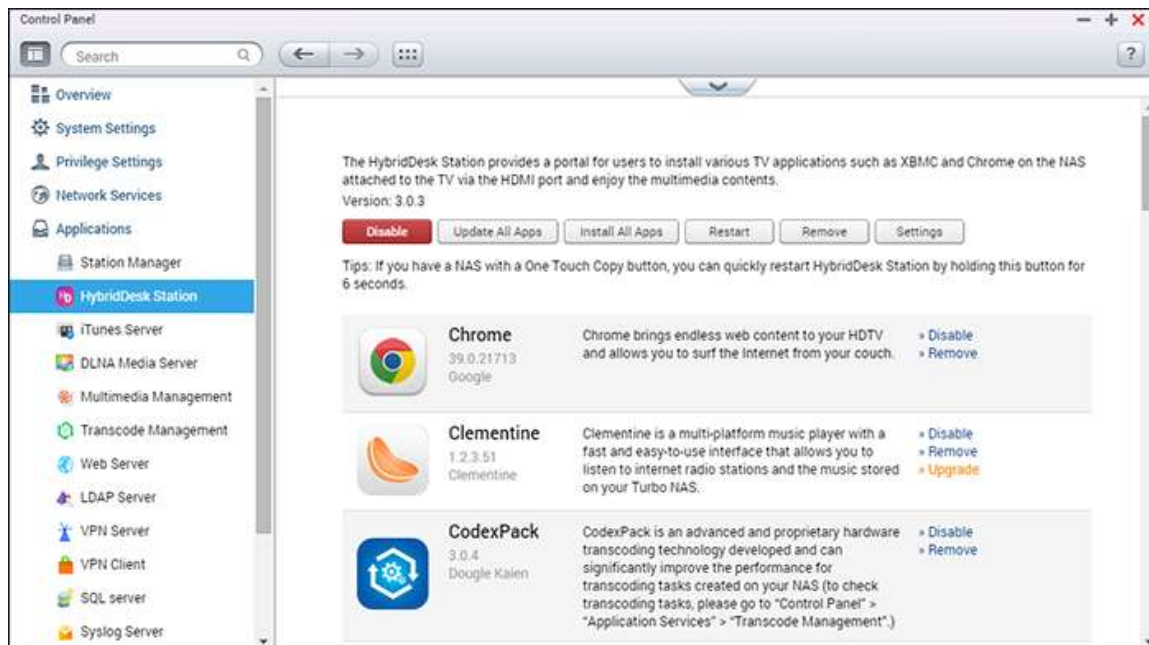 Control Panel
Search
?
Overview
System Settings
Privilege Settings
Network Services
Applications
Station Manager
HybridDesk Station
iTunes Server
DLNA Media Server
Multimedia Management
Transcode Management
Web Server
LDAP Server
VPN Server
VPN Client
SQL server
Syslog Server
The HybridDesk Station provides a portal for users to install various TV applications such as XBMC and Chrome on the NAS
attached to the TV via the HDMI port and enjoy the multimedia contents.
Version: 3.0.3
Disable Update All Apps Install All Apps Restart Remove Settings
Tips: If you have a NAS with a One Touch Copy button, you can quickly restart HybridDesk Station by holding this button for
6 seconds.
Chrome
39.0.21713
Google
Chrome brings endless web content to your HDTV
and allows you to surf the Internet from your couch.
» Disable
» Remove
Clementine
1.2.3.51
Clementine
Clementine is a multi-platform music player with a
fast and easy-to-use interface that allows you to
listen to internet radio stations and the music stored
on your Turbo NAS.
» Disable
» Remove
» Upgrade
CodexPack
3.0.4
Dougle Kaien
CodexPack is an advanced and proprietary hardware
transcoding technology developed and can
significantly improve the performance for
transcoding tasks created on your NAS (to check
transcoding tasks, please go to "Control Panel" >
"Application Services" > "Transcode Management".)
» Disable
» Remove